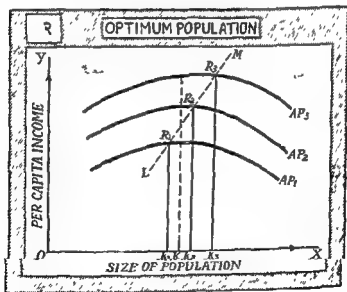 २
OPTIMUM POPULATION
Y
M
R3
R2
R1
AP3
AP2
AP1
L
PER CAPITA INCOME
O
X
SIZE OF POPULATION